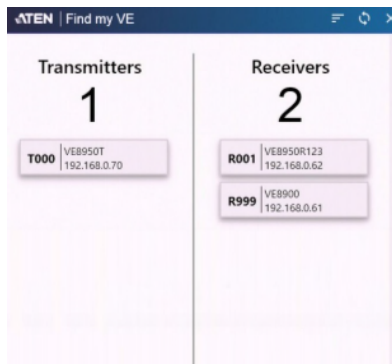 ATEN Find my VE
Transmitters
1
T000 VE8950T
192.168.0.70
Receivers
2
R001 VE8950R123
192.168.0.62
R999 VE8900
192.168.0.61